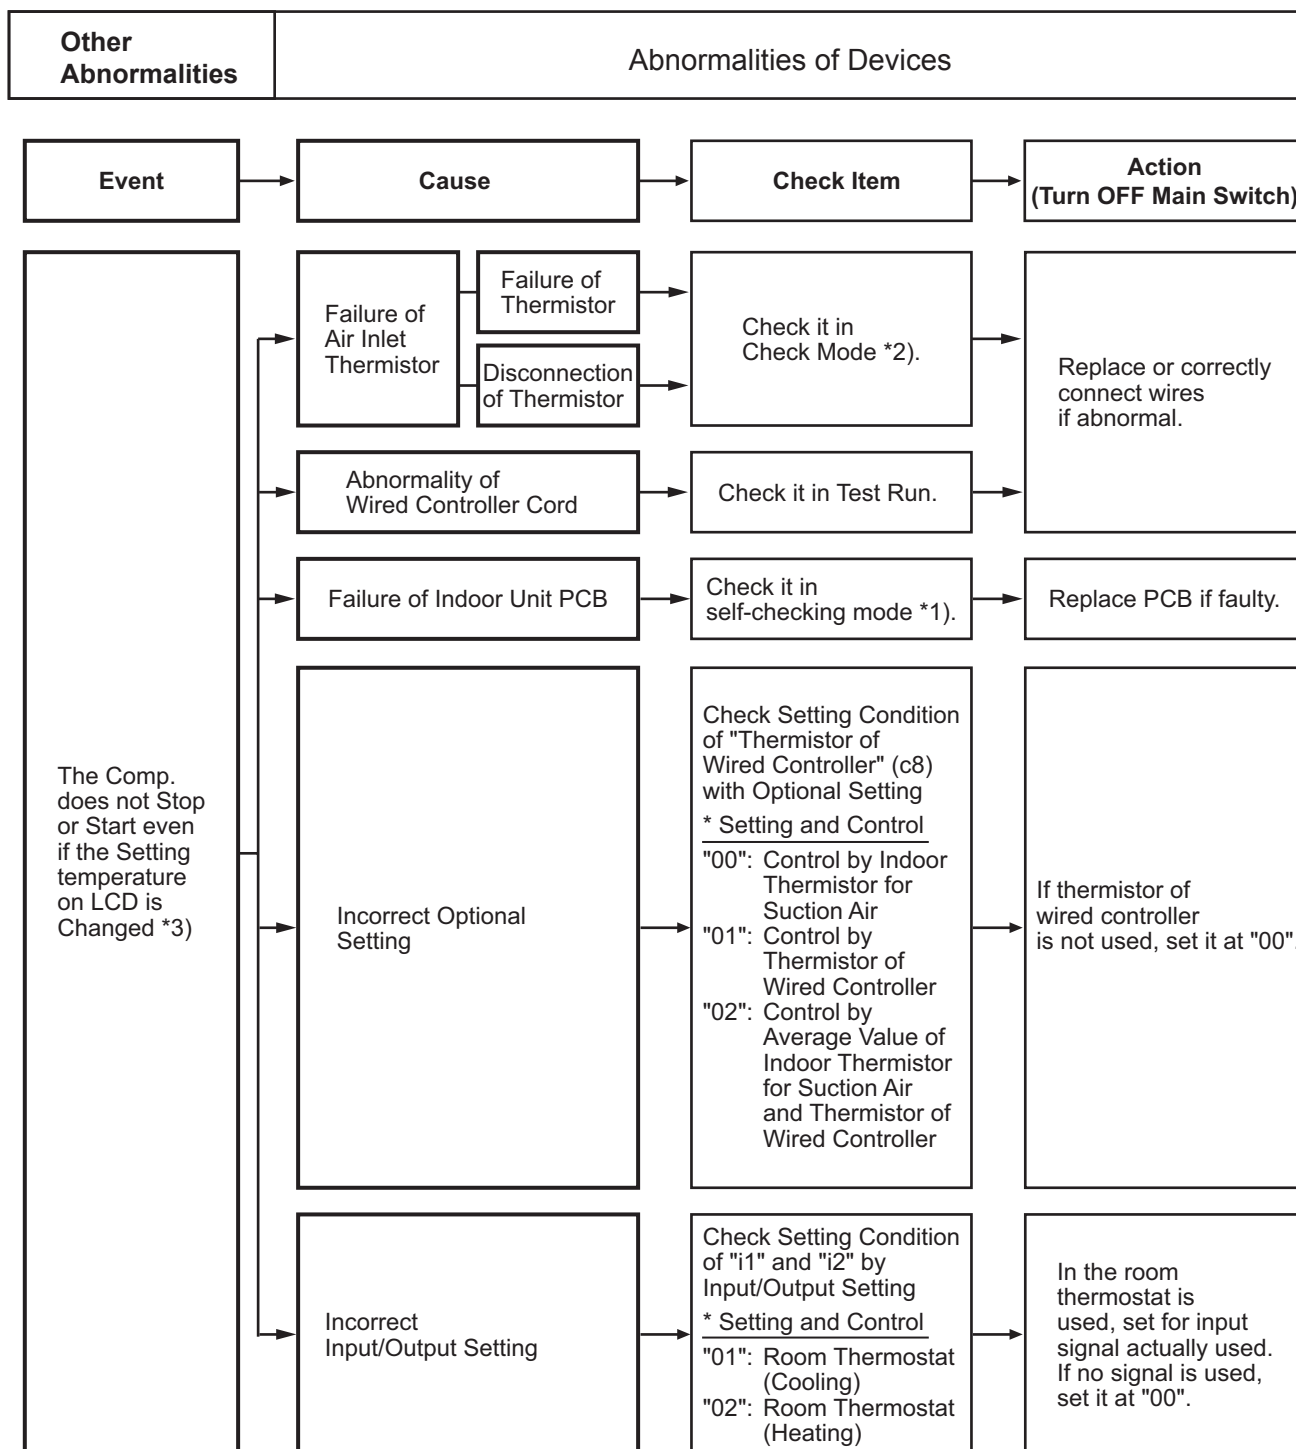 Other
Abnormalities
Abnormalities of Devices
Event
Cause
Check Item
Action
(Turn OFF Main Switch)
The Comp.
does not Stop
or Start even
if the Setting
temperature
on LCD is
Changed *3)
Failure of
Air Inlet
Thermistor
Failure of
Thermistor
Disconnection
of Thermistor
Check it in
Check Mode *2).
Replace or correctly
connect wires
if abnormal.
Abnormality of
Wired Controller Cord
Check it in Test Run.
Failure of Indoor Unit PCB
Check it in
self-checking mode *1).
Replace PCB if faulty.
Incorrect Optional
Setting
Check Setting Condition
of "Thermistor of
Wired Controller" (c8)
with Optional Setting
* Setting and Control
"00": Control by Indoor
Thermistor for
Suction Air
"01": Control by
Thermistor of
Wired Controller
"02": Control by
Average Value of
Indoor Thermistor
for Suction Air
and Thermistor of
Wired Controller
If thermistor of
wired controller
is not used, set it at "00".
Incorrect
Input/Output Setting
Check Setting Condition
of "i1" and "i2" by
Input/Output Setting
* Setting and Control
"01": Room Thermostat
(Cooling)
"02": Room Thermostat
(Heating)
In the room
thermostat is
used, set for input
signal actually used.
If no signal is used,
set it at "00".